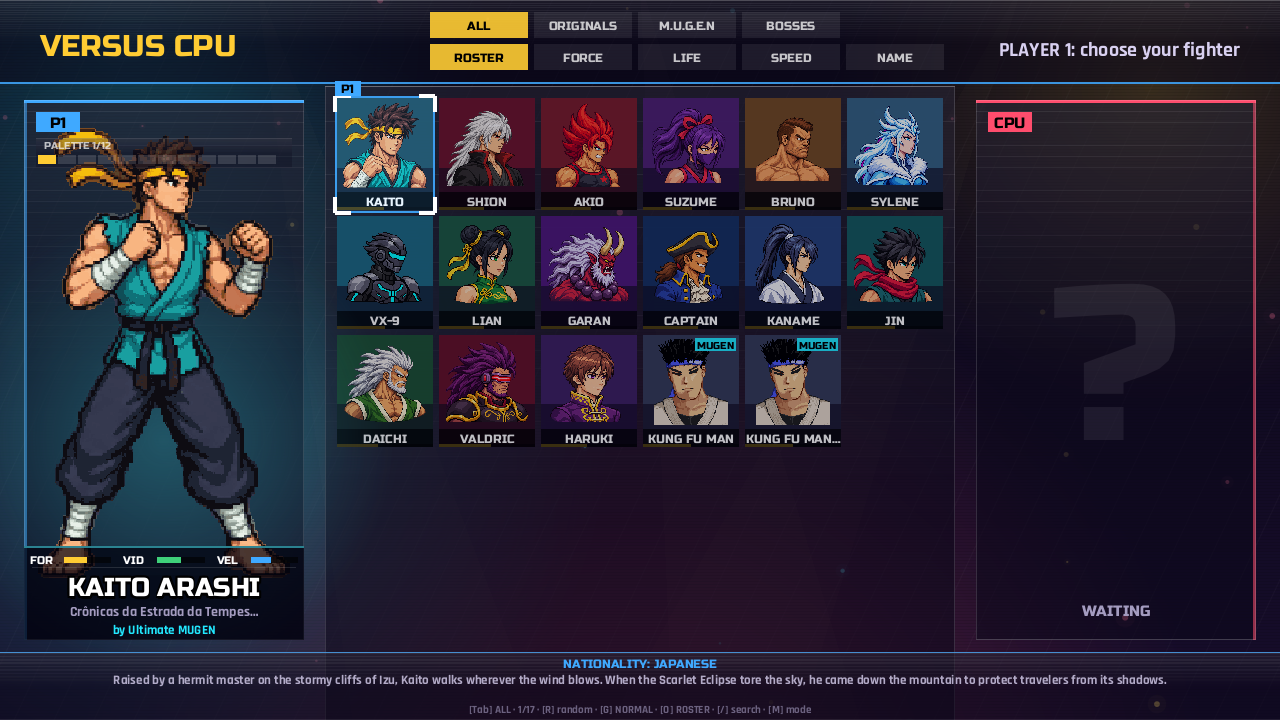 VERSUS CPU
ALL ORIGINALS M.U.G.E.N BOSSES
ROSTER FORCE LIFE SPEED NAME
PLAYER 1: choose your fighter
P1
PALETTE 1/12
FOR VID VEL
KAITO ARASHI
Crônicas da Estrada da Tempes...
by Ultimate MUGEN
P1
KAITO SHION AKIO SUZUME BRUNO SYLENE
VX-9 LIAN GARAN CAPTAIN KANAME JIN
MUGEN MUGEN
DAICHI VALDRIC HARUKI KUNG FU MAN KUNG FU MAN...
CPU
?
WAITING
NATIONALITY: JAPANESE
Raised by a hermit master on the stormy cliffs of Izu, Kaito walks wherever the wind blows. When the Scarlet Eclipse tore the sky, he came down the mountain to protect travelers from its shadows.
[Tab] ALL · 1/17 · [R] random · [G] NORMAL · [O] ROSTER · [/] search · [M] mode